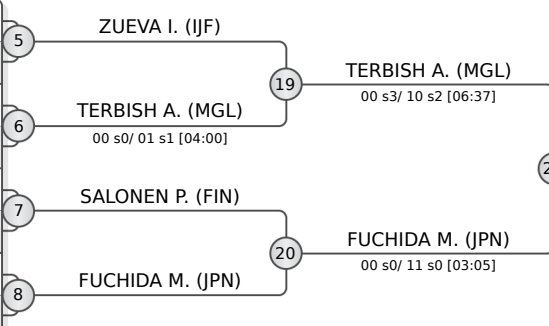 ZUEVA I. (IJF)
5
19
TERBISH A. (MGL)
00 s3/ 10 s2 [06:37]
TERBISH A. (MGL)
6
00 s0/ 01 s1 [04:00]
SALONEN P. (FIN)
7
20
FUCHIDA M. (JPN)
00 s0/ 11 s0 [03:05]
FUCHIDA M. (JPN)
8